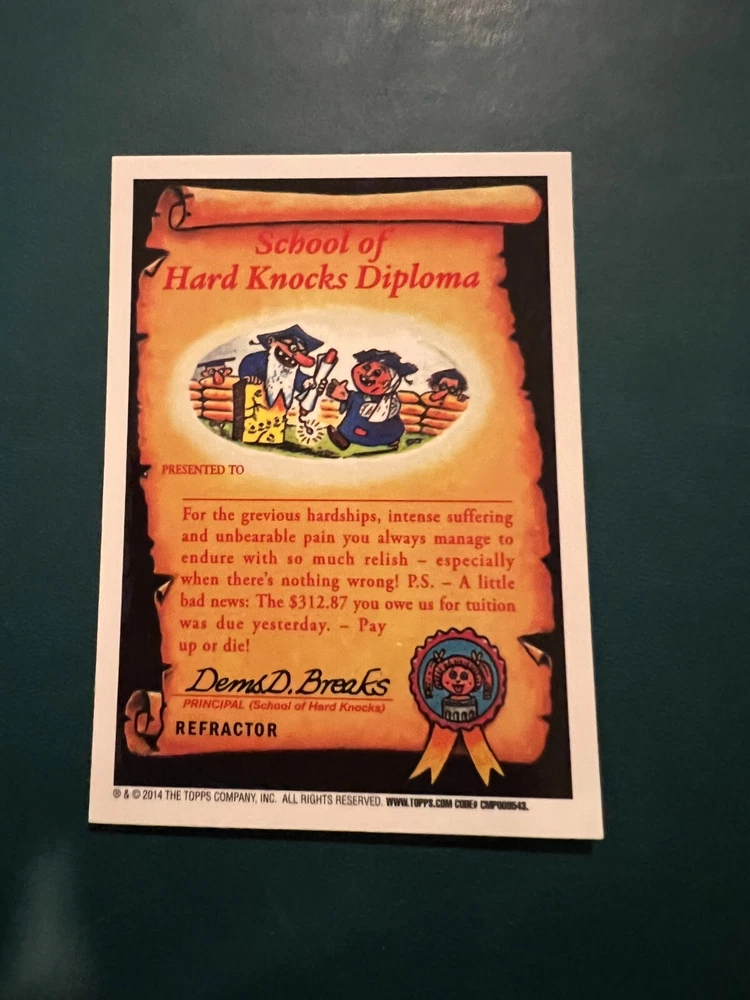 School of
Hard Knocks Diploma
PRESENTED TO
For the grevious hardships, intense suffering
and unbearable pain you always manage to
endure with so much relish – especially
when there's nothing wrong! P.S. – A little
bad news: The $312.87 you owe us for tuition
was due yesterday. – Pay
up or die!
Dems D. Breaks
PRINCIPAL (School of Hard Knocks)
REFRACTOR
® & © 2014 THE TOPPS COMPANY, INC. ALL RIGHTS RESERVED. WWW.TOPPS.COM CODE# CMP009543.